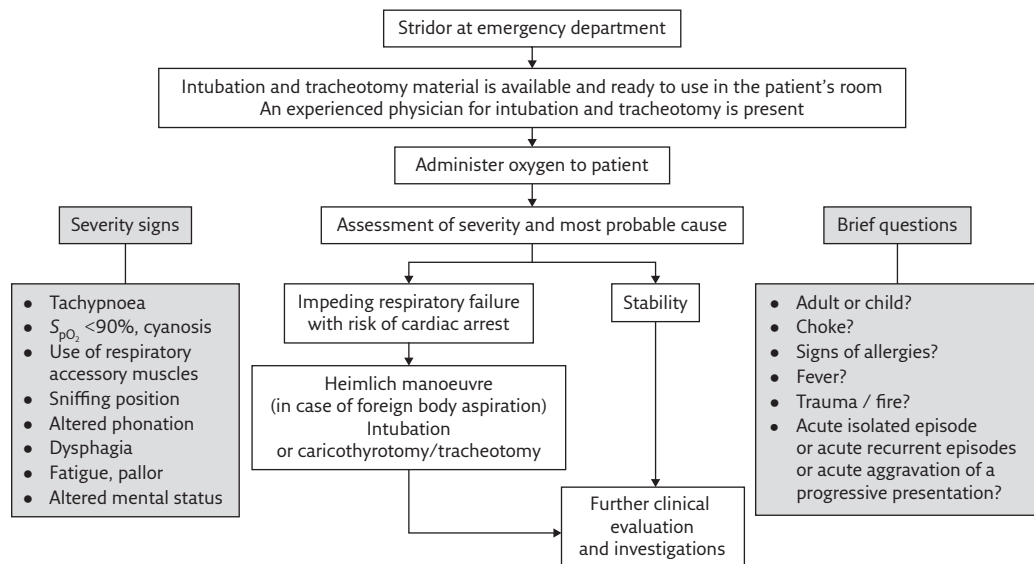 Stridor at emergency department
Intubation and tracheotomy material is available and ready to use in the patient's room
An experienced physician for intubation and tracheotomy is present
Administer oxygen to patient
Assessment of severity and most probable cause
Severity signs
• Tachypnoea
• SpO2 <90%, cyanosis
• Use of respiratory
accessory muscles
• Sniffing position
• Altered phonation
• Dysphagia
• Fatigue, pallor
• Altered mental status
Impeding respiratory failure
with risk of cardiac arrest
Stability
Heimlich manoeuvre
(in case of foreign body aspiration)
Intubation
or caricothyrotomy/tracheotomy
Further clinical
evaluation
and investigations
Brief questions
• Adult or child?
• Choke?
• Signs of allergies?
• Fever?
• Trauma / fire?
• Acute isolated episode
or acute recurrent episodes
or acute aggravation of a
progressive presentation?